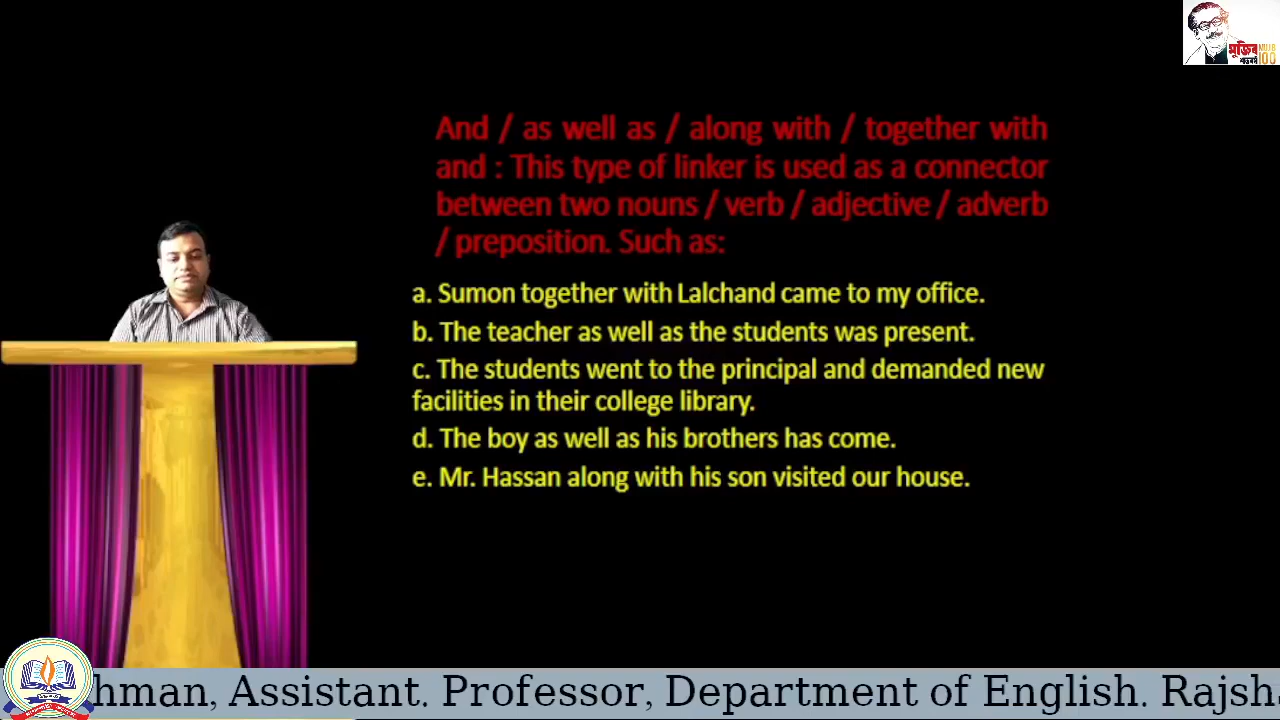 মুজিব MUJIB
শতবর্ষ 100
And / as well as / along with / together with
and : This type of linker is used as a connector
between two nouns / verb / adjective / adverb
/ preposition. Such as:
a. Sumon together with Lalchand came to my office.
b. The teacher as well as the students was present.
c. The students went to the principal and demanded new
facilities in their college library.
d. The boy as well as his brothers has come.
e. Mr. Hassan along with his son visited our house.
hman, Assistant. Professor, Department of English. Rajsha